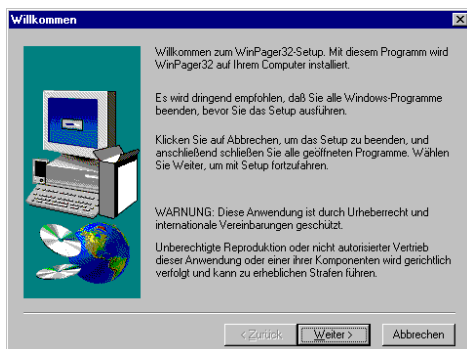 Willkommen
Willkommen zum WinPager32-Setup. Mit diesem Programm wird
WinPager32 auf Ihrem Computer installiert.
Es wird dringend empfohlen, daß Sie alle Windows-Programme
beenden, bevor Sie das Setup ausführen.
Klicken Sie auf Abbrechen, um das Setup zu beenden, und
anschließend schließen Sie alle geöffneten Programme. Wählen
Sie Weiter, um mit Setup fortzufahren.
WARNUNG: Diese Anwendung ist durch Urheberrecht und
internationale Vereinbarungen geschützt.
Unberechtigte Reproduktion oder nicht autorisierter Vertrieb
dieser Anwendung oder einer ihrer Komponenten wird gerichtlich
verfolgt und kann zu erheblichen Strafen führen.
< Zurück Weiter > Abbrechen